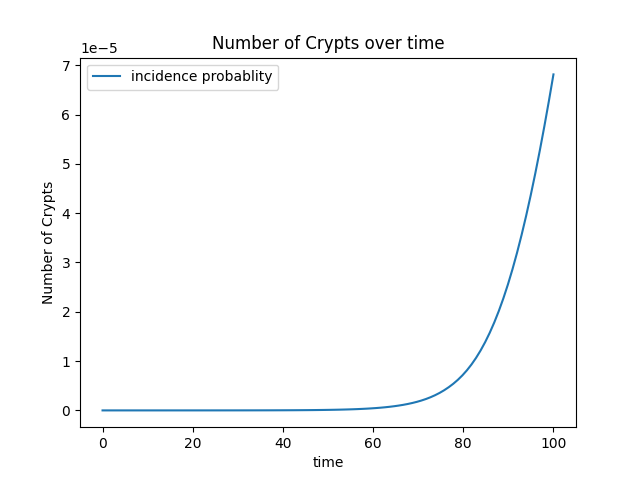 Number of Crypts over time
1e−5
incidence probablity
7
6
5
4
3
2
1
0
Number of Crypts
0 20 40 60 80 100
time